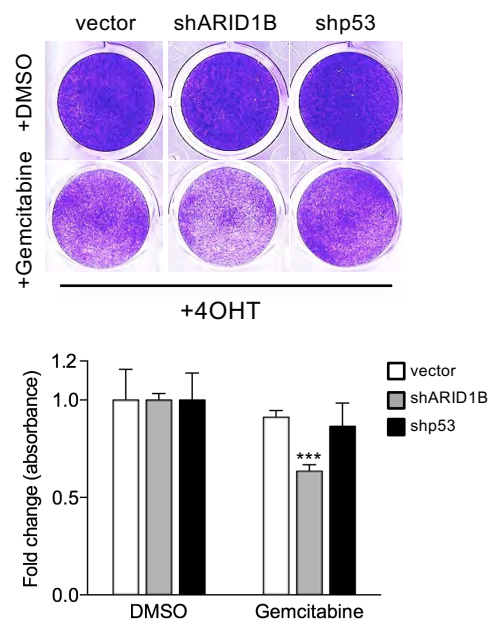 vector shARID1B shp53
+DMSO
+Gemcitabine
+4OHT
Fold change (absorbance)
1.2
1.0
0.5
0.0
***
DMSO Gemcitabine
vector
shARID1B
shp53